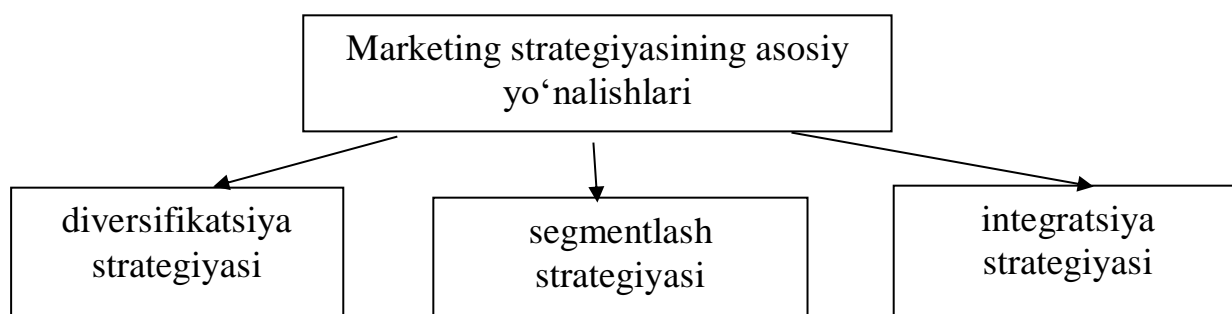 Marketing strategiyasining asosiy
yo‘nalishlari
diversifikatsiya
strategiyasi
segmentlash
strategiyasi
integratsiya
strategiyasi